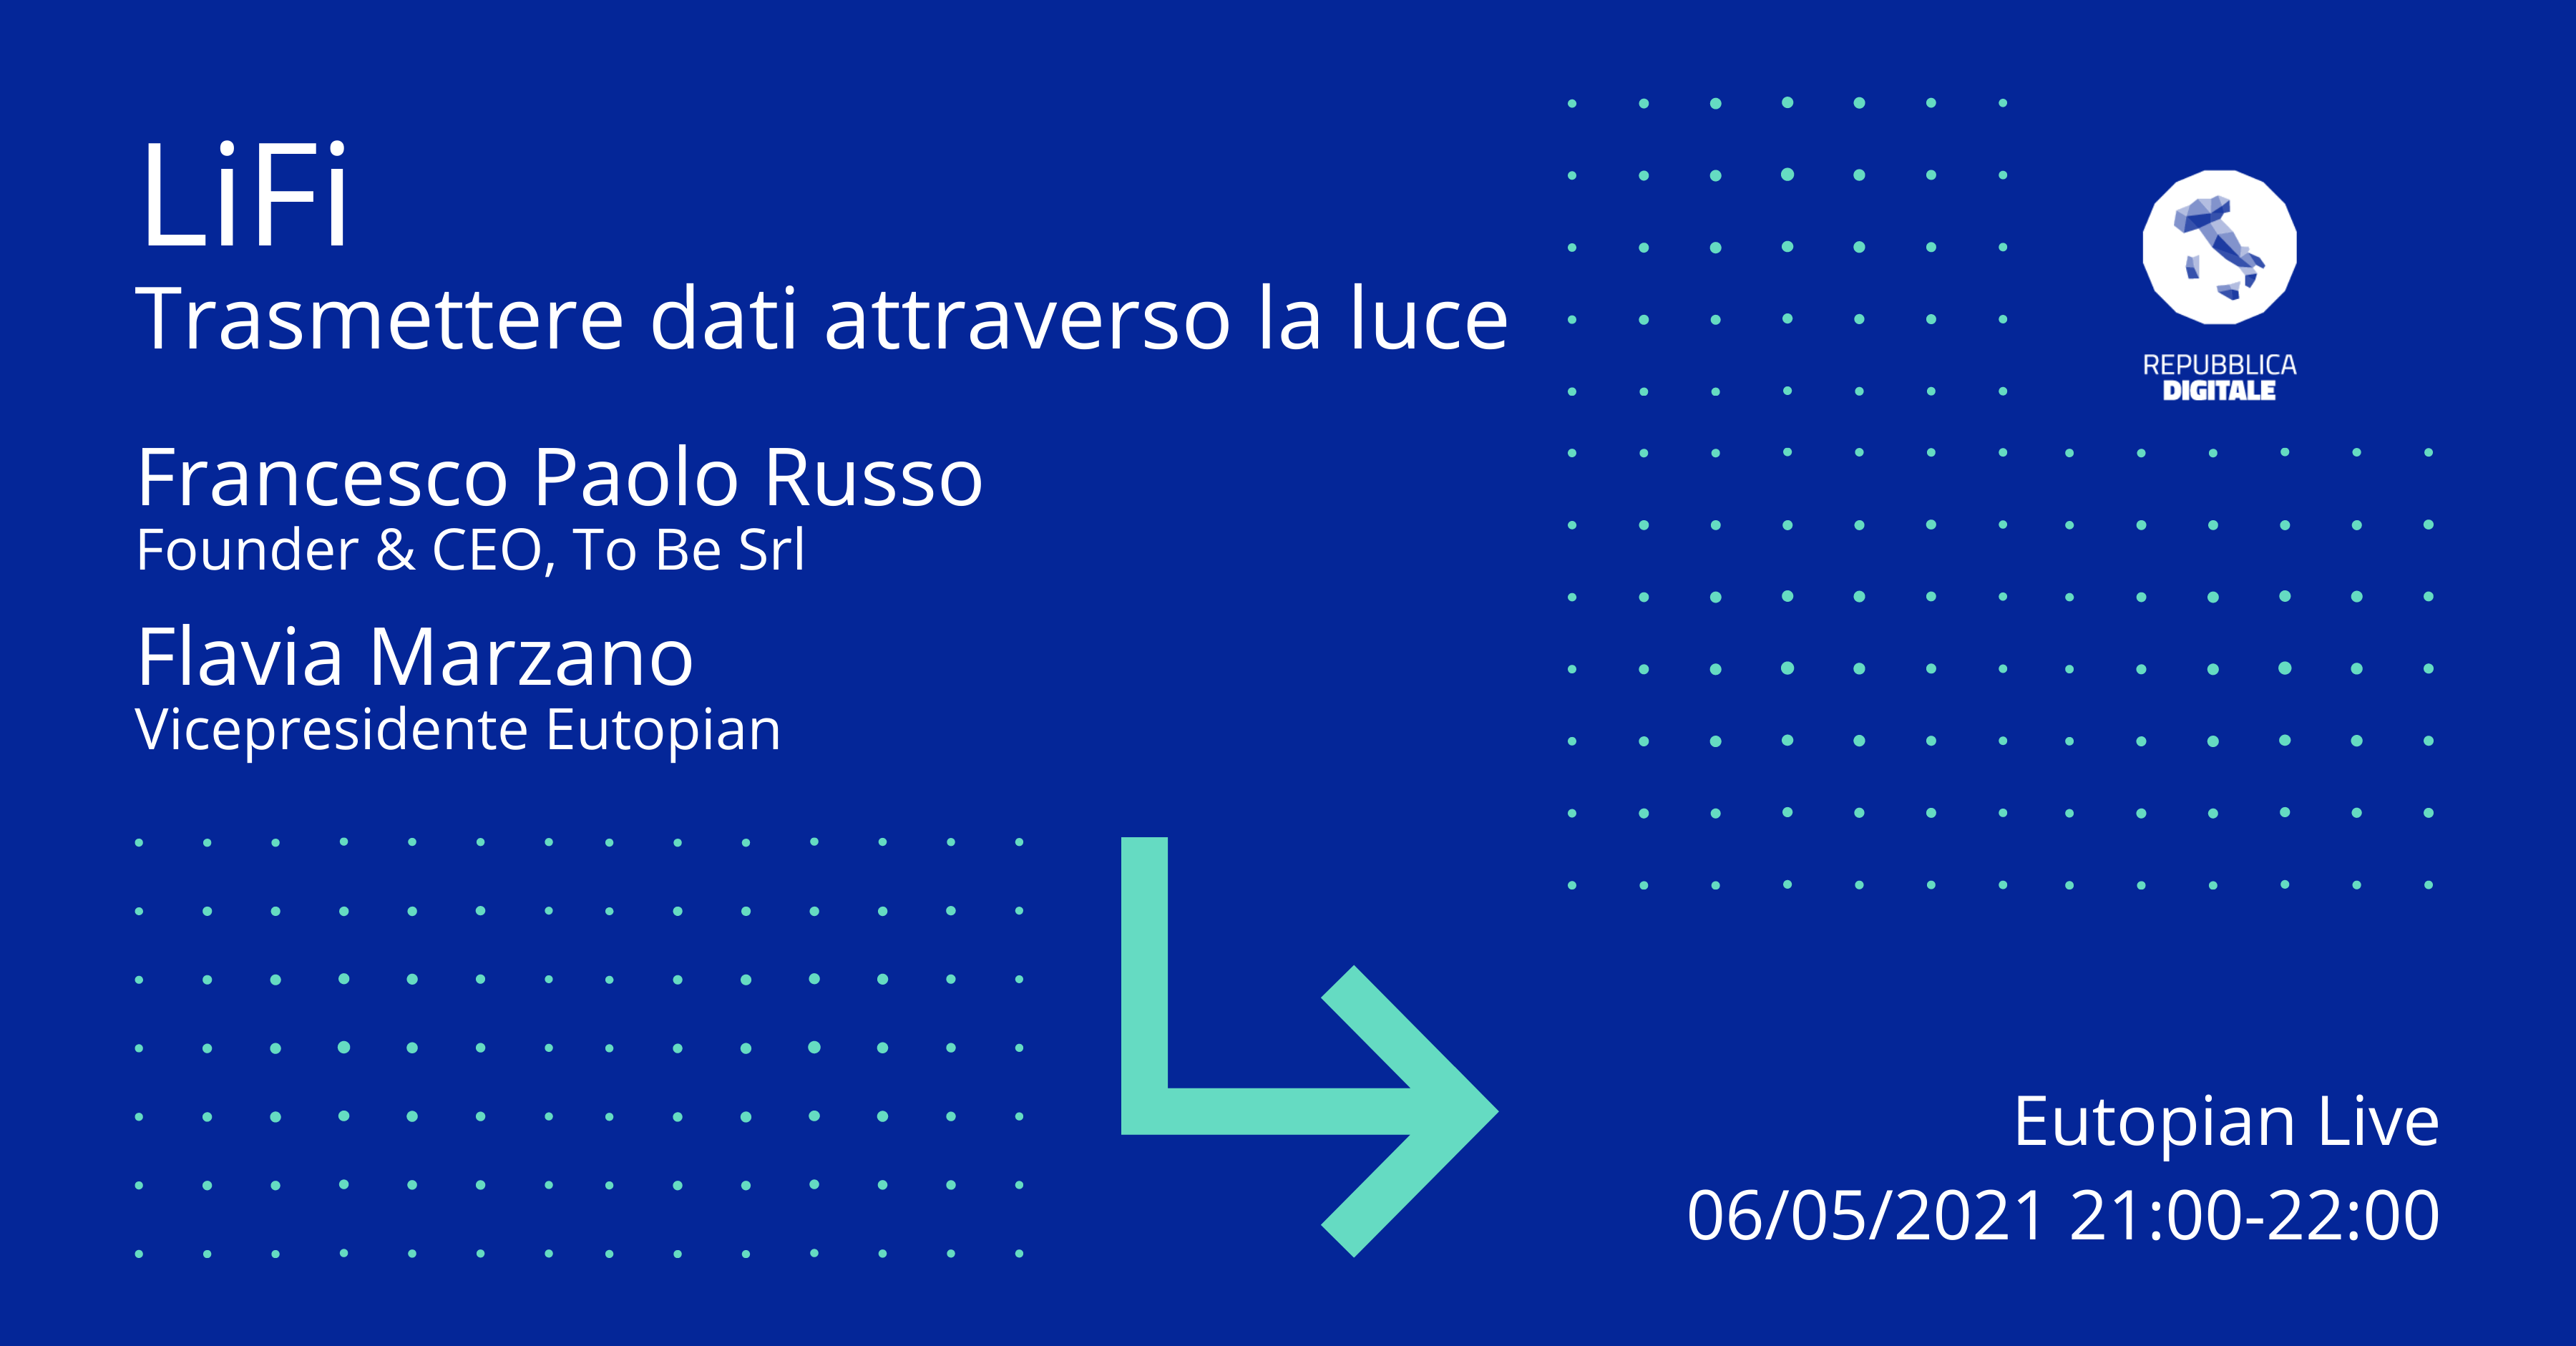 LiFi
Trasmettere dati attraverso la luce
REPUBBLICA
DIGITALE
Francesco Paolo Russo
Founder & CEO, To Be Srl
Flavia Marzano
Vicepresidente Eutopian
Eutopian Live
06/05/2021 21:00-22:00